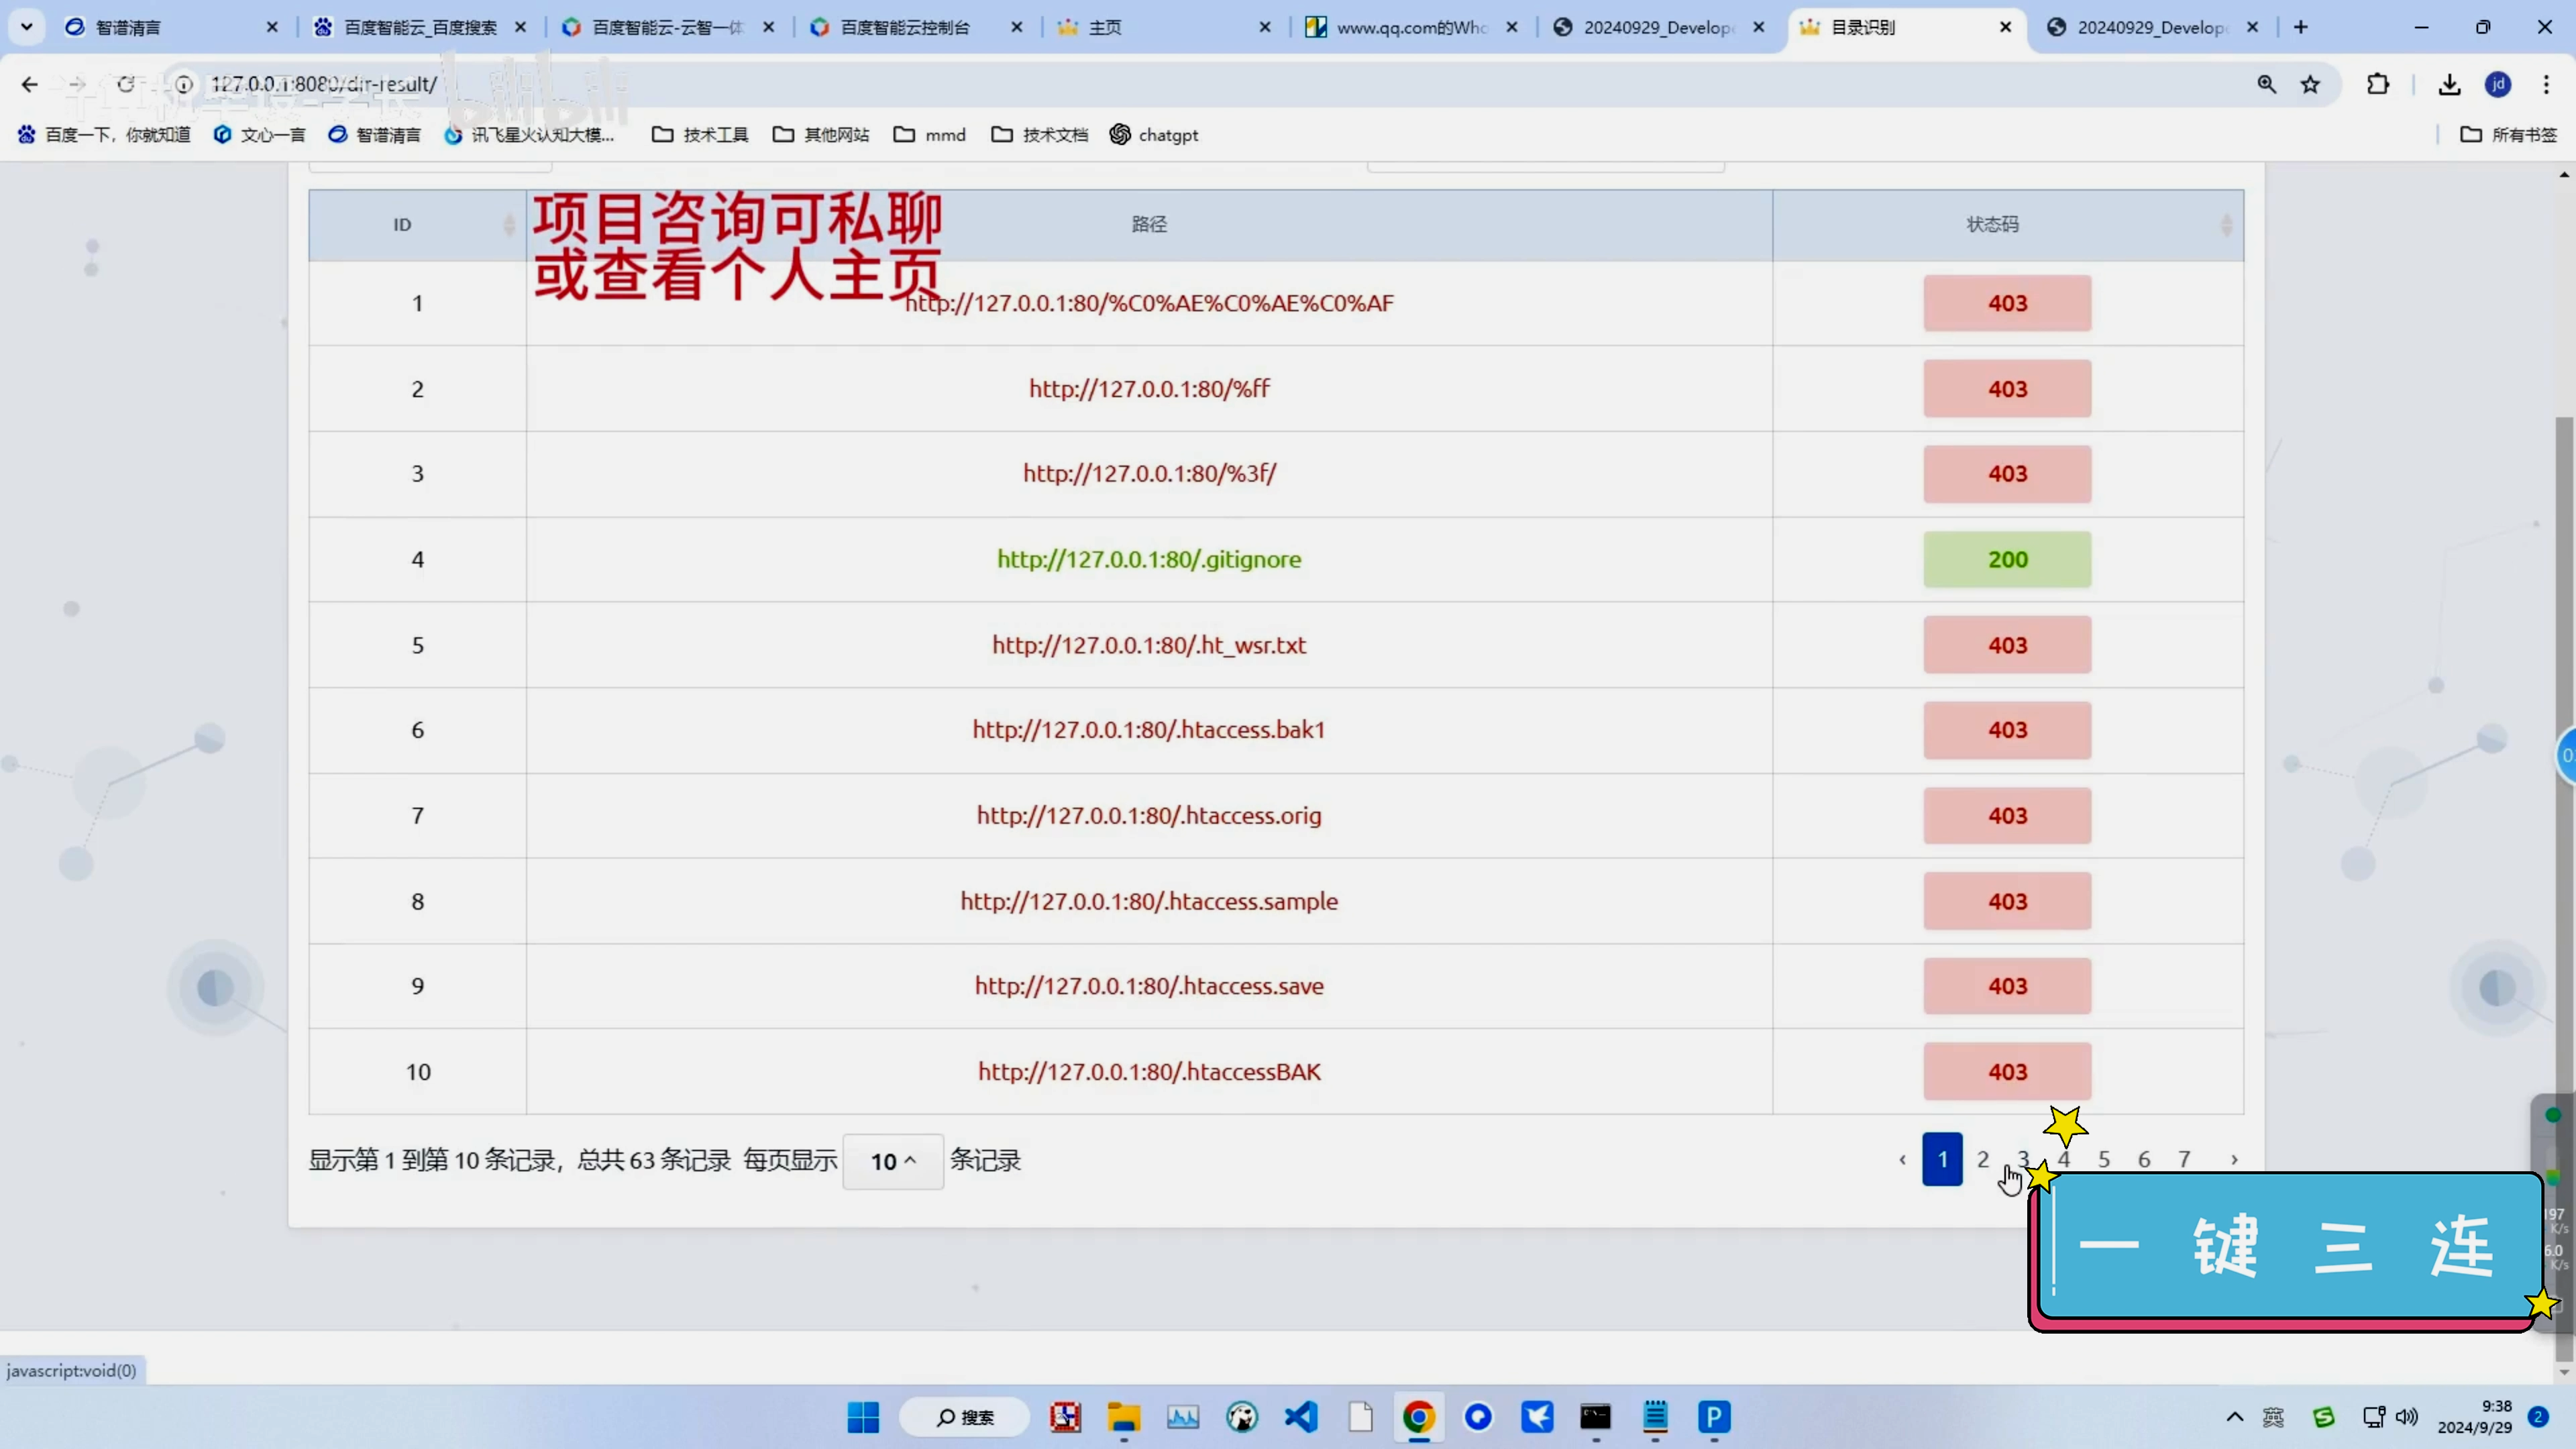 智谱清言
百度智能云_百度搜索
百度智能云-云智一体
百度智能云控制台
主页
www.qq.com的Who
20240929_Develop
目录识别
20240929_Develop
127.0.0.1:8080/dir-result/
bilibili
jd
百度一下，你就知道
文心一言
智谱清言
讯飞星火认知大模...
技术工具
其他网站
mmd
技术文档
chatgpt
所有书签
项目咨询可私聊
或查看个人主页
ID 路径 状态码
1 http://127.0.0.1:80/%C0%AE%C0%AE%C0%AF 403
2 http://127.0.0.1:80/%ff 403
3 http://127.0.0.1:80/%3f/ 403
4 http://127.0.0.1:80/.gitignore 200
5 http://127.0.0.1:80/.ht_wsr.txt 403
6 http://127.0.0.1:80/.htaccess.bak1 403
7 http://127.0.0.1:80/.htaccess.orig 403
8 http://127.0.0.1:80/.htaccess.sample 403
9 http://127.0.0.1:80/.htaccess.save 403
10 http://127.0.0.1:80/.htaccessBAK 403
显示第 1 到第 10 条记录，总共 63 条记录 每页显示 10 条记录
‹ 1 2 3 4 5 6 7 ›
一键三连
197
K/s
6.0
K/s
javascript:void(0)
搜索
英
9:38
2024/9/29
2